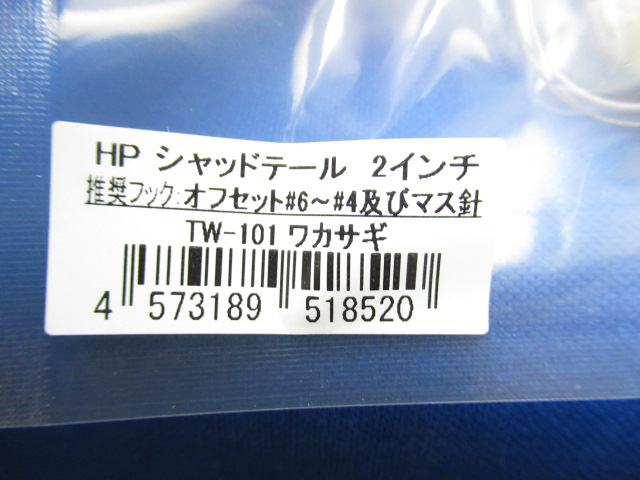 HP シャッドテール 2インチ
推奨フック:オフセット#6～#4及びマス針
TW-101 ワカサギ
4 573189 518520